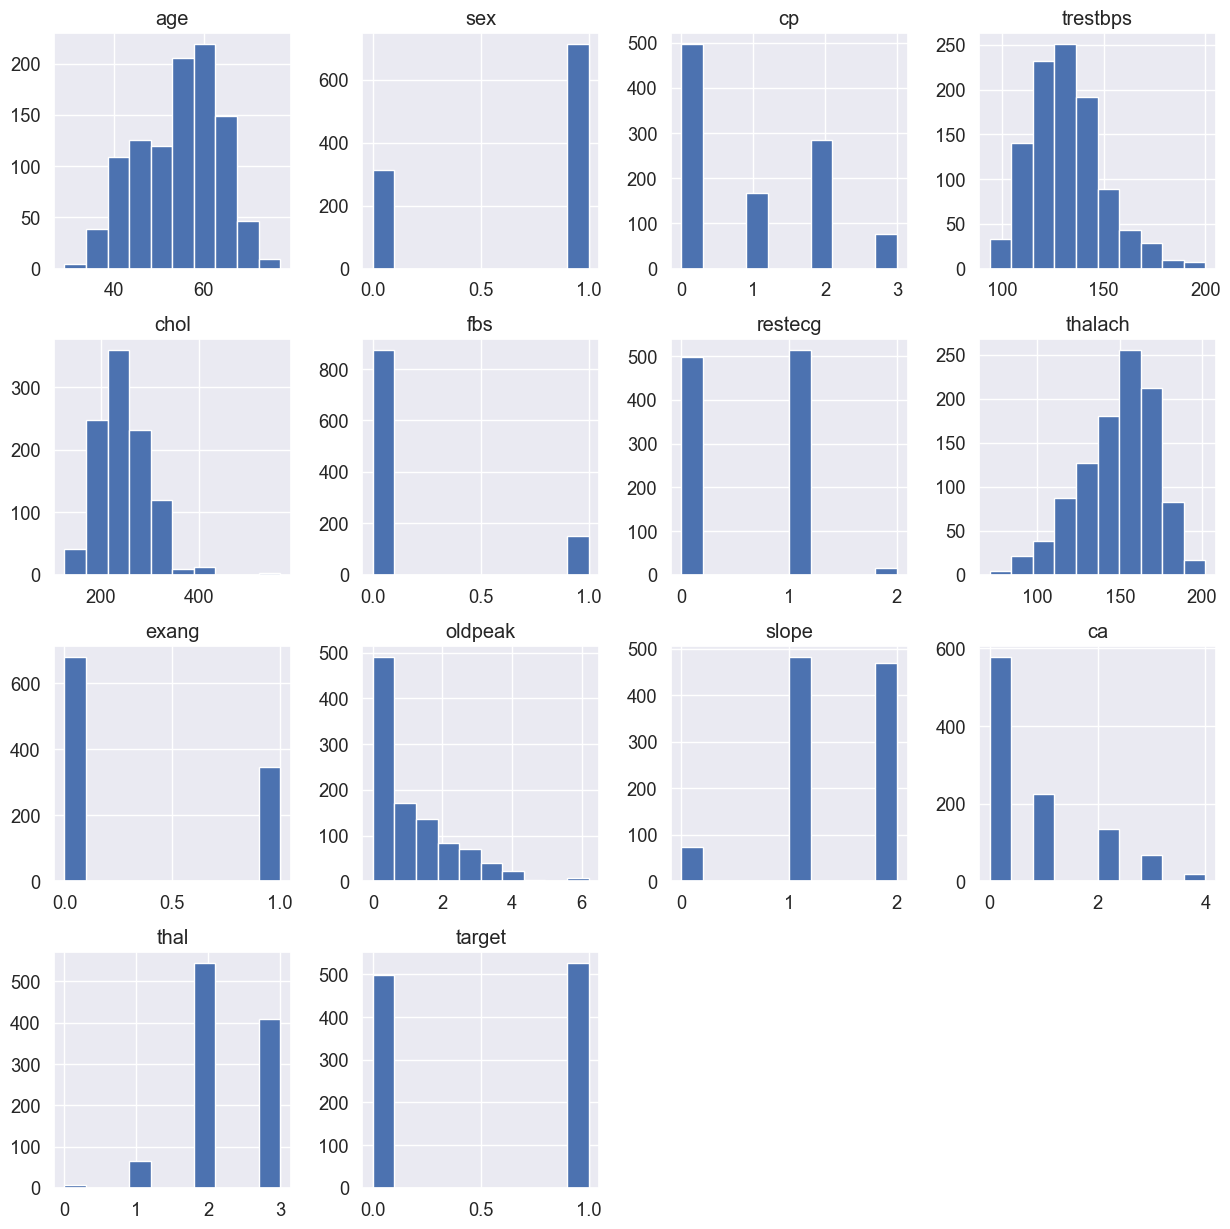 age sex cp trestbps
200 150 100 50 0
40 60
600 400 200 0
0.0 0.5 1.0
500 400 300 200 100 0
0 1 2 3
250 200 150 100 50 0
100 150 200
chol fbs restecg thalach
300 200 100 0
200 400
800 600 400 200 0
0.0 0.5 1.0
500 400 300 200 100 0
0 1 2
250 200 150 100 50 0
100 150 200
exang oldpeak slope ca
600 400 200 0
0.0 0.5 1.0
500 400 300 200 100 0
0 2 4 6
500 400 300 200 100 0
0 1 2
600 400 200 0
0 2 4
thal target
500 400 300 200 100 0
0 1 2 3
500 400 300 200 100 0
0.0 0.5 1.0